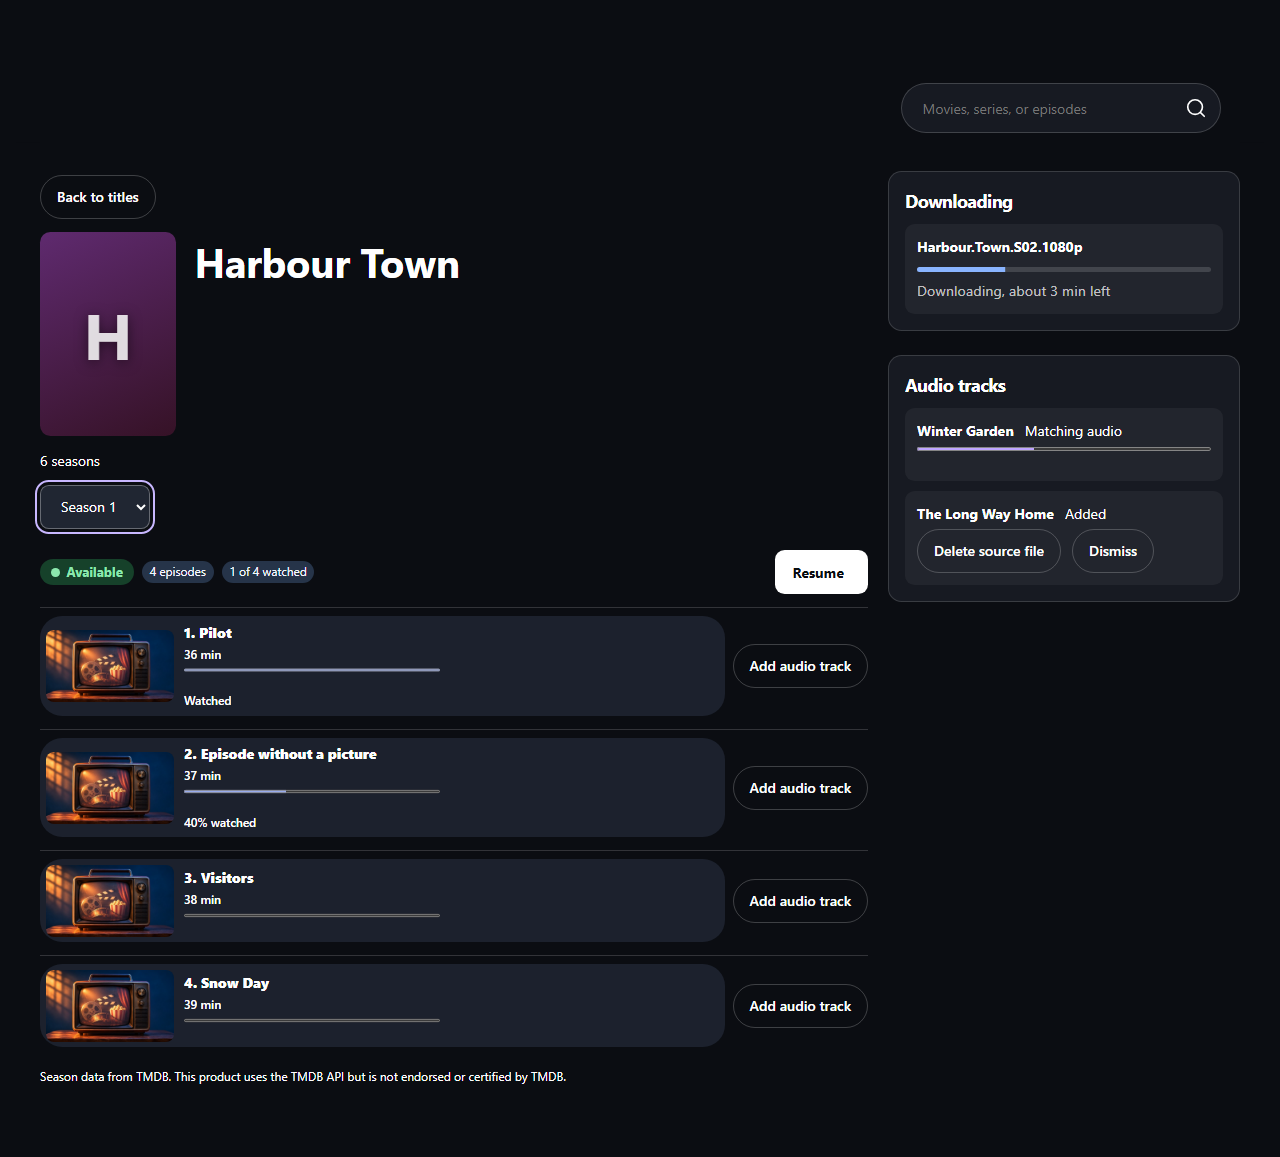 Movies, series, or episodes
Back to titles
H
Harbour Town
6 seasons
Season 1
Available
4 episodes
1 of 4 watched
Resume
1. Pilot
36 min
Watched
Add audio track
2. Episode without a picture
37 min
40% watched
Add audio track
3. Visitors
38 min
Add audio track
4. Snow Day
39 min
Add audio track
Season data from TMDB. This product uses the TMDB API but is not endorsed or certified by TMDB.
Downloading
Harbour.Town.S02.1080p
Downloading, about 3 min left
Audio tracks
Winter Garden Matching audio
The Long Way Home Added
Delete source file
Dismiss